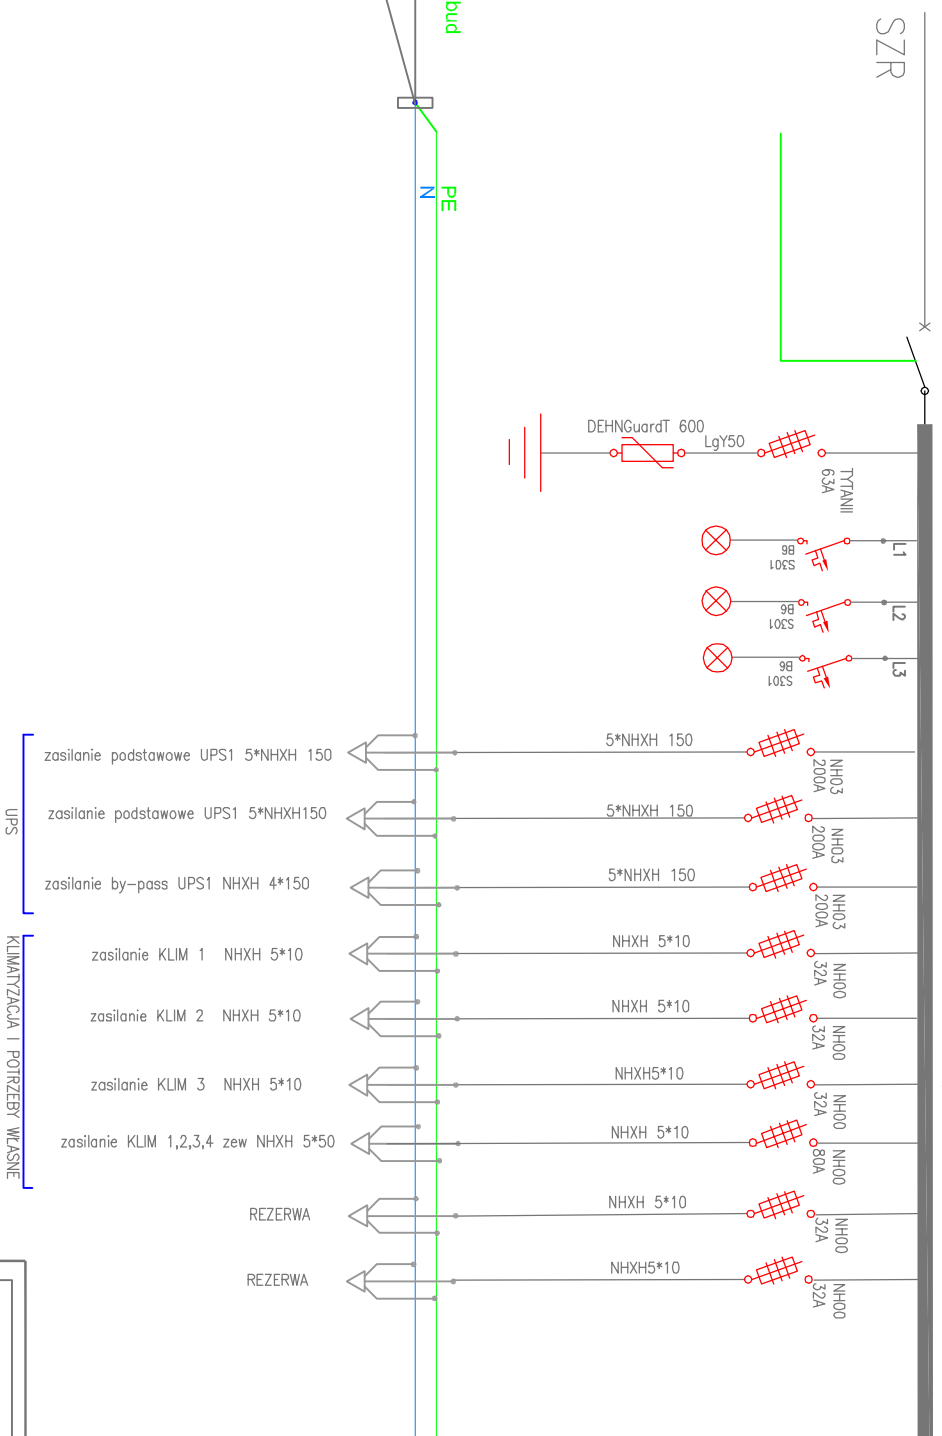 bud
SZR
PE
N
DEHNGuardT 600
LgY50
TYTANII
63A
L1
B6
S301
L2
B6
S301
L3
B6
S301
zasilanie podstawowe UPS1 5*NHXH 150
5*NHXH 150
NH03
200A
zasilanie podstawowe UPS1 5*NHXH150
5*NHXH 150
NH03
200A
zasilanie by-pass UPS1 NHXH 4*150
5*NHXH 150
NH03
200A
UPS
zasilanie KLIM 1 NHXH 5*10
NHXH 5*10
NH00
32A
zasilanie KLIM 2 NHXH 5*10
NHXH 5*10
NH00
32A
zasilanie KLIM 3 NHXH 5*10
NHXH5*10
NH00
32A
zasilanie KLIM 1,2,3,4 zew NHXH 5*50
NHXH 5*10
NH00
80A
KLIMATYZACJA I POTRZEBY WŁASNE
REZERWA
NHXH 5*10
NH00
32A
REZERWA
NHXH5*10
NH00
32A